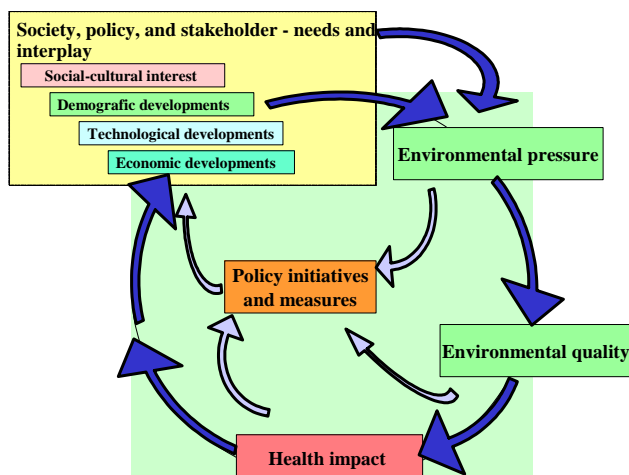 Society, policy, and stakeholder - needs and
interplay
Social-cultural interest
Demografic developments
Technological developments
Economic developments
Environmental pressure
Policy initiatives
and measures
Environmental quality
Health impact